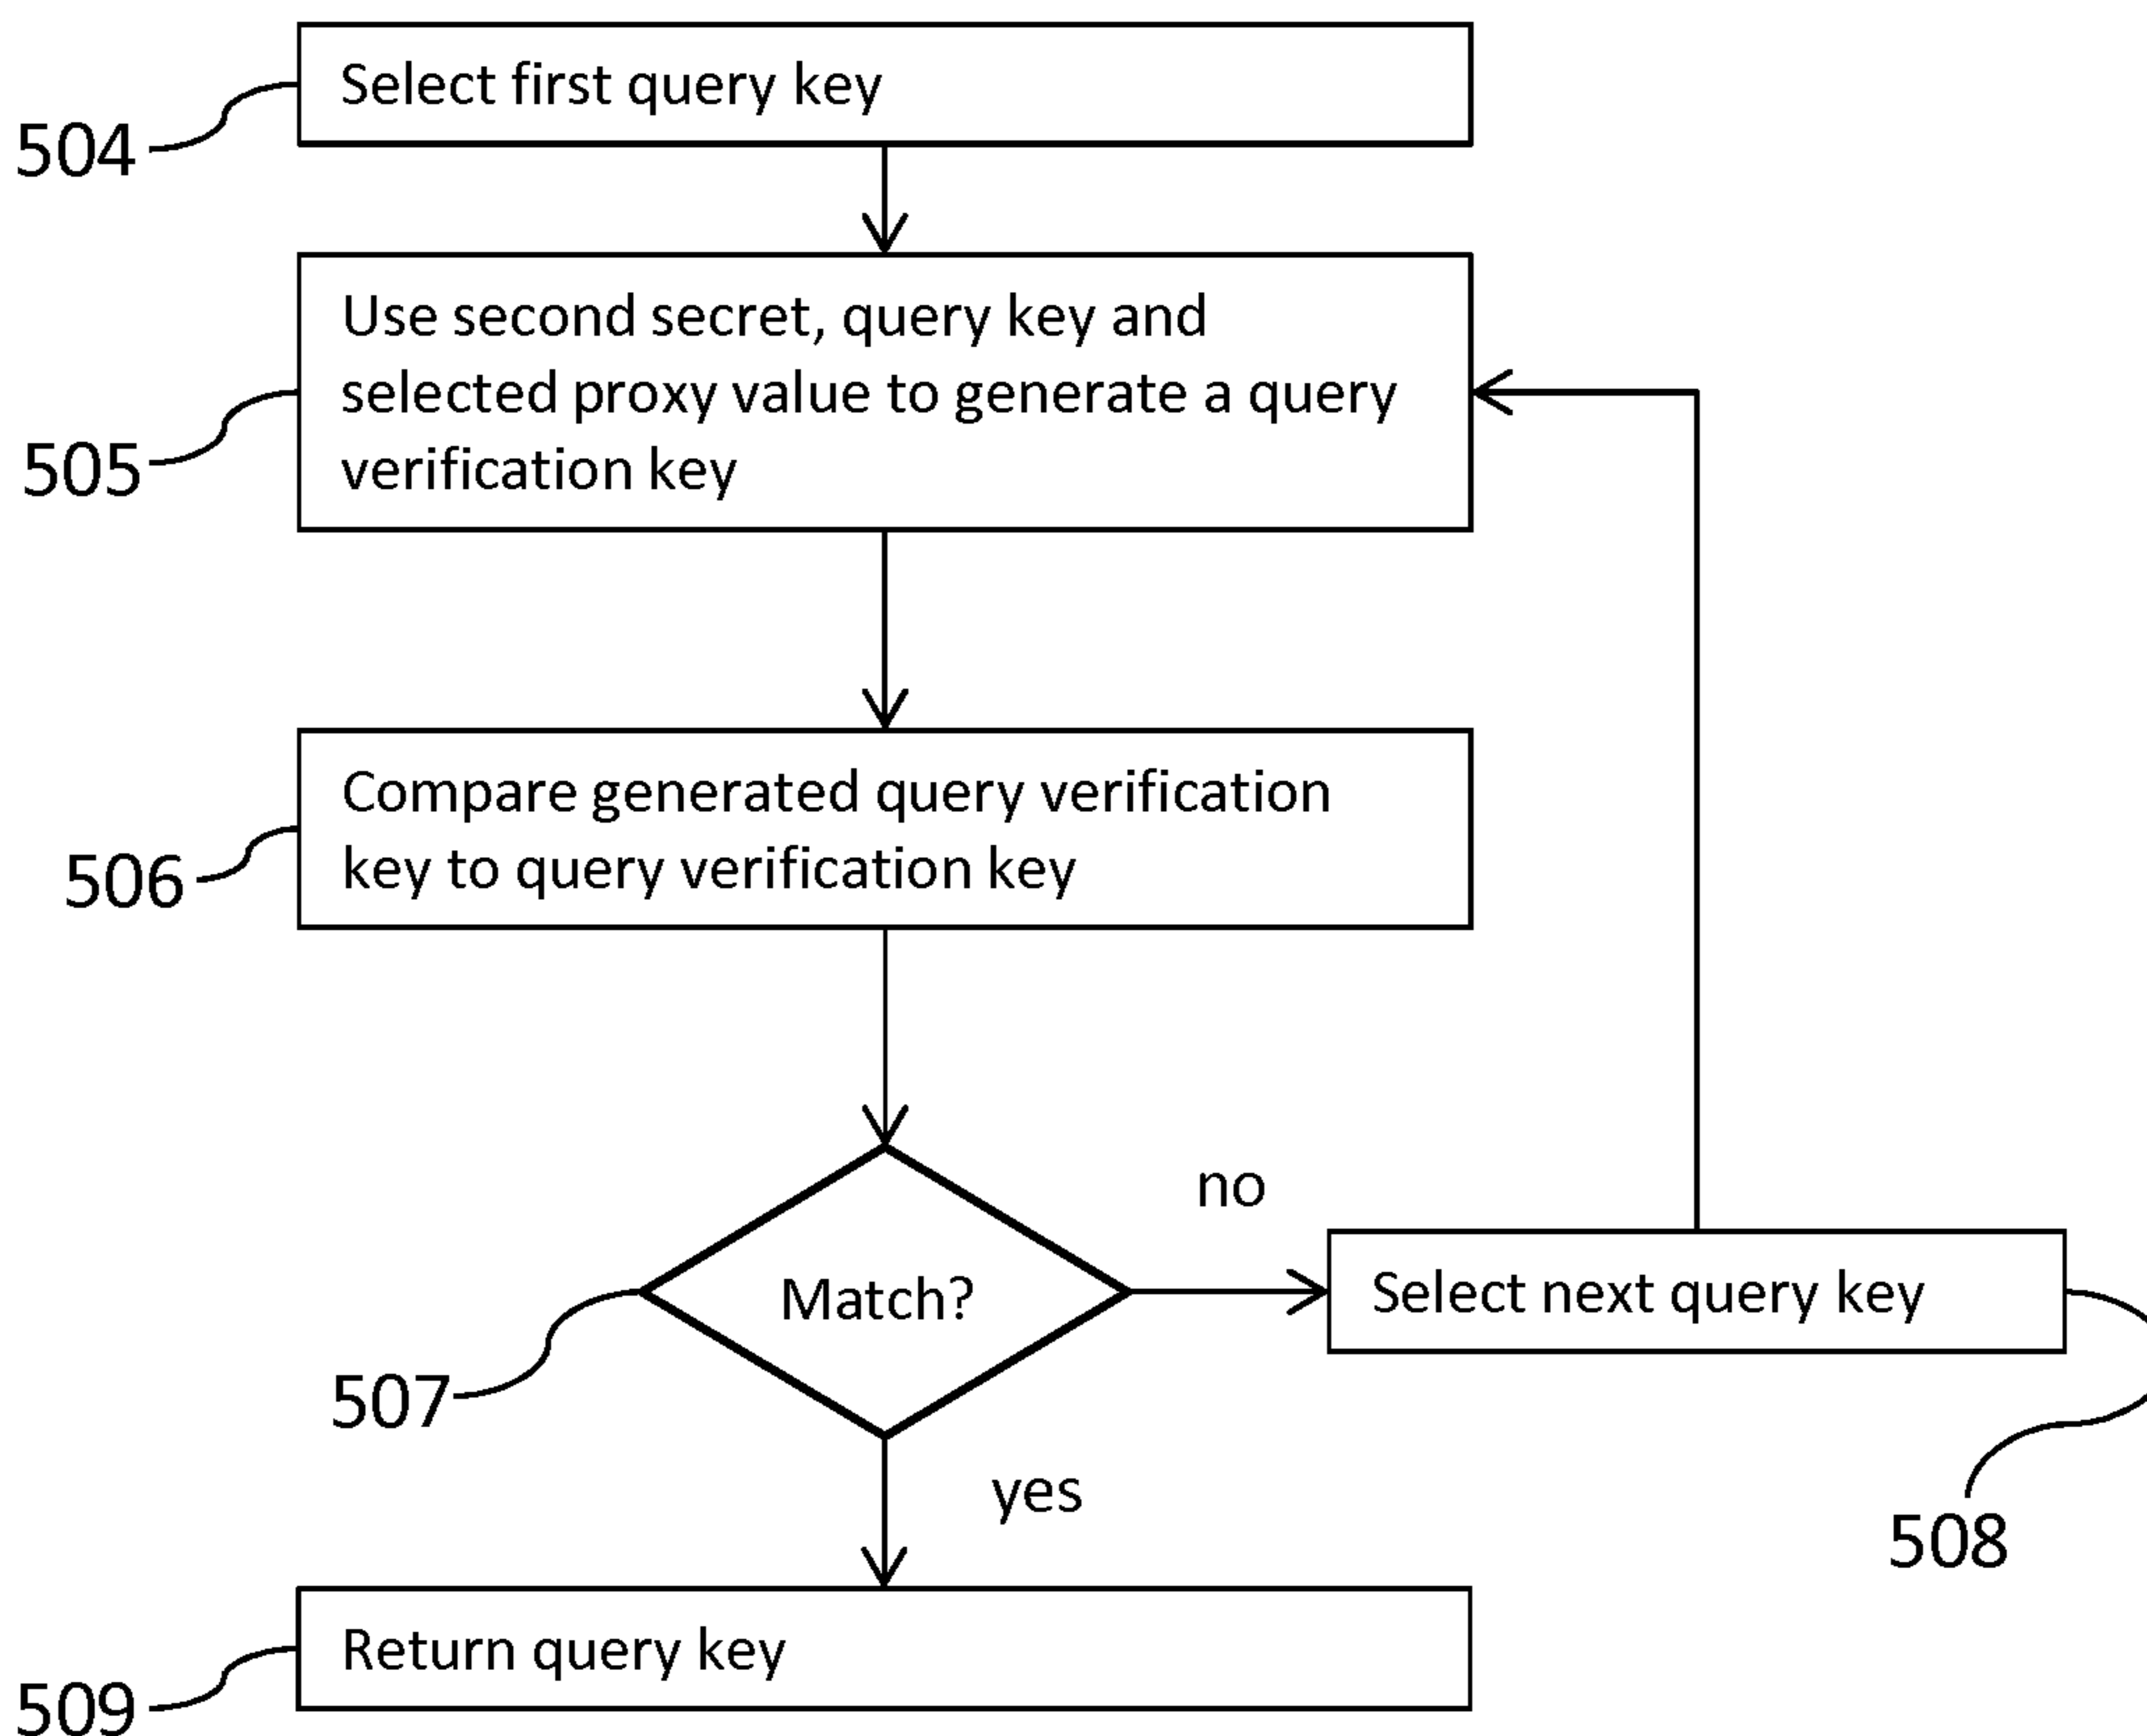 Select first query key
504
Use second secret, query key and
selected proxy value to generate a query
verification key
505
Compare generated query verification
key to query verification key
506
no
Match?
Select next query key
507
yes
508
Return query key
509